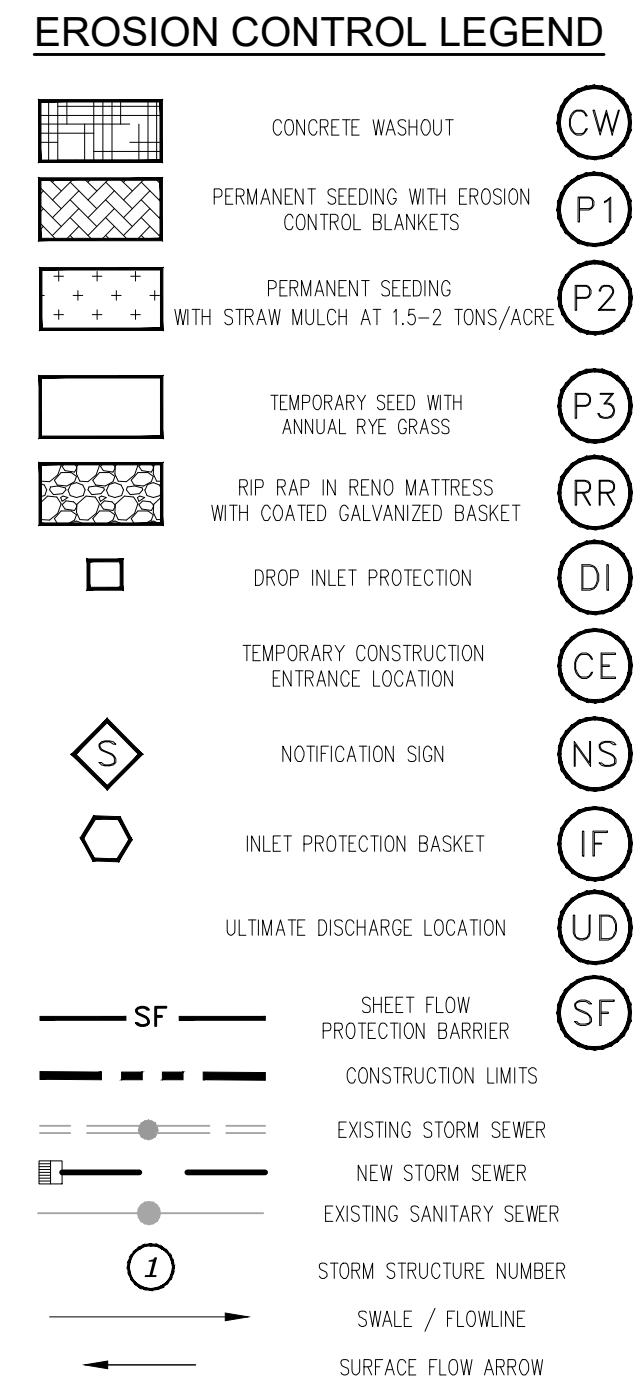 EROSION CONTROL LEGEND
CONCRETE WASHOUT
CW
PERMANENT SEEDING WITH EROSION
CONTROL BLANKETS
P1
PERMANENT SEEDING
WITH STRAW MULCH AT 1.5-2 TONS/ACRE
P2
TEMPORARY SEED WITH
ANNUAL RYE GRASS
P3
RIP RAP IN RENO MATTRESS
WITH COATED GALVANIZED BASKET
RR
DROP INLET PROTECTION
DI
TEMPORARY CONSTRUCTION
ENTRANCE LOCATION
CE
S
NOTIFICATION SIGN
NS
INLET PROTECTION BASKET
IF
ULTIMATE DISCHARGE LOCATION
UD
SF
SHEET FLOW
PROTECTION BARRIER
SF
CONSTRUCTION LIMITS
EXISTING STORM SEWER
NEW STORM SEWER
EXISTING SANITARY SEWER
1
STORM STRUCTURE NUMBER
SWALE / FLOWLINE
SURFACE FLOW ARROW